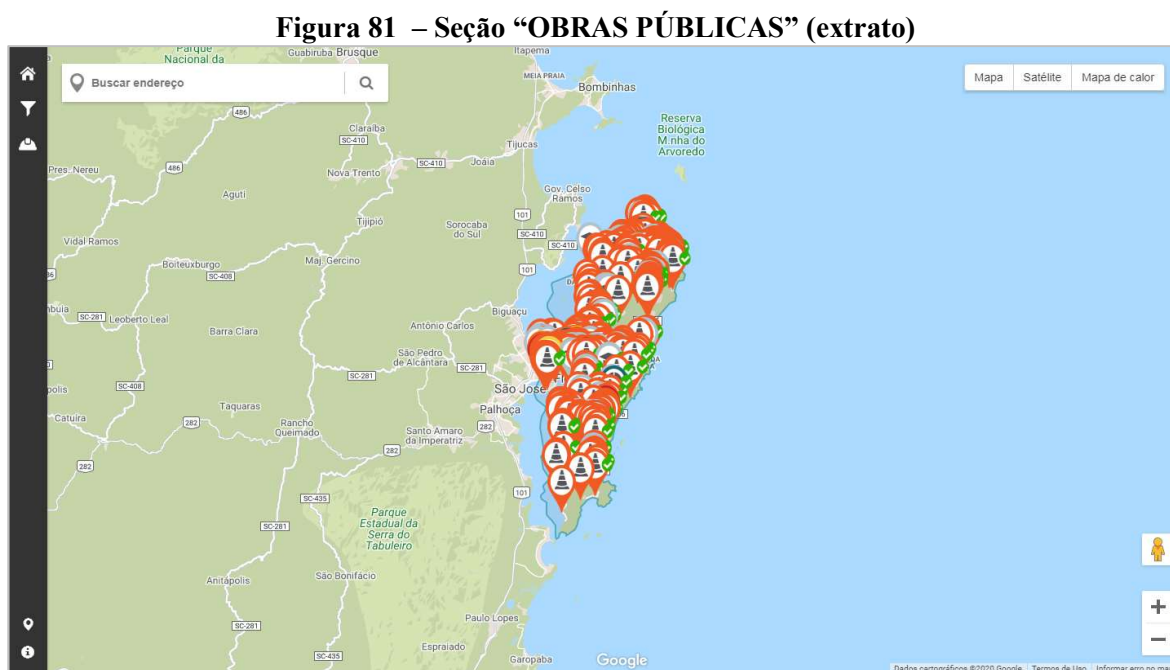 Figura 81 – Seção “OBRAS PÚBLICAS” (extrato)
Parque
Nacional da
Guabiruba Brusque
Itapema
Buscar endereço
Mapa Satélite Mapa de calor
MEIA PRAIA
Bombinhas
486
Claraíba
SC-410
Reserva
Biológica
M.nha do
Arvoredo
Tijucas
SC-410
Joáia
Pres. Nereu
486
Nova Trento
Aguti
Gov. Celso
Ramos
101
Tijipió
Sorocaba
do Sul
SC-410
SC-410
Vidal Ramos
Boiteuxburgo
Maj. Gercino
101
SC-408
SC-281
Leoberto Leal
Biguaçu
Barra Clara
Antônio Carlos
São Pedro
de Alcântara
SC-281
SC-281
SC-408
São José
Taquaras
Palhoça
Catuíra
282
Rancho
Queimado
Santo Amaro
da Imperatriz
282
282
282
SC-435
101
Parque
Estadual da
Serra do
Tabuleiro
SC-281
Anitápolis
São Bonifácio
Paulo Lopes
SC-281
Espraiado
Garopaba
Google
Dados cartográficos ©2020 Google Termos de Uso Informar erro no ma